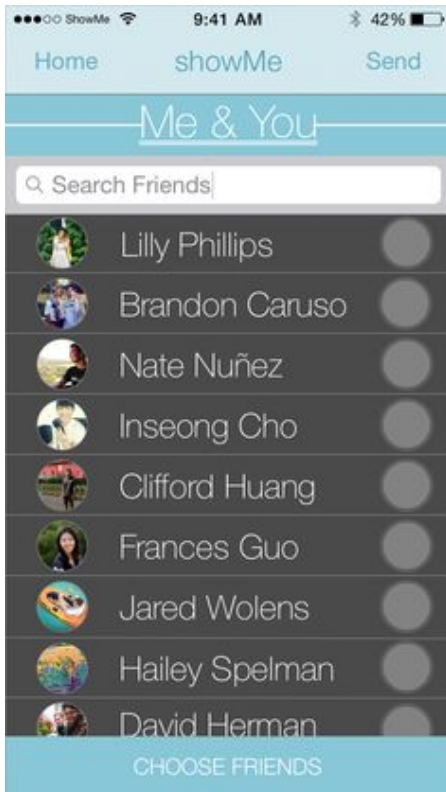 ShowMe 9:41 AM 42%
Home showMe Send
Me & You
Search Friends
Lilly Phillips
Brandon Caruso
Nate Nuñez
Inseong Cho
Clifford Huang
Frances Guo
Jared Wolens
Hailey Spelman
David Herman
CHOOSE FRIENDS